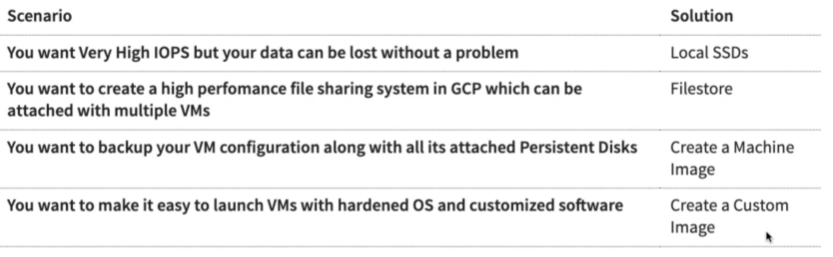 Scenario Solution
You want Very High IOPS but your data can be lost without a problem Local SSDs
You want to create a high perfomance file sharing system in GCP which can be Filestore
attached with multiple VMs
You want to backup your VM configuration along with all its attached Persistent Disks Create a Machine
Image
You want to make it easy to launch VMs with hardened OS and customized software Create a Custom
Image